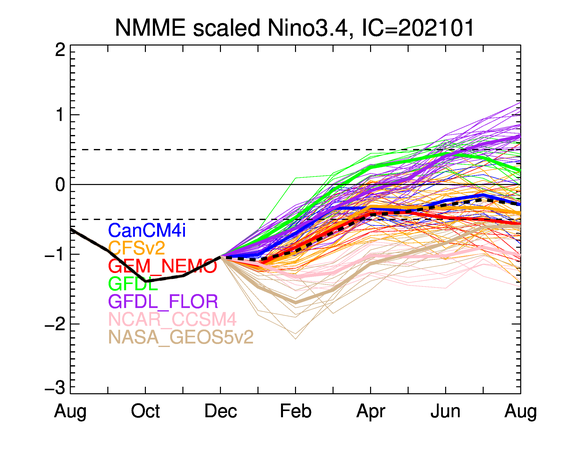 NMME scaled Nino3.4, IC=202101
2
1
0
−1
−2
−3
CanCM4i
CFSv2
GEM_NEMO
GFDL
GFDL_FLOR
NCAR_CCSM4
NASA_GEOS5v2
Aug Oct Dec Feb Apr Jun Aug